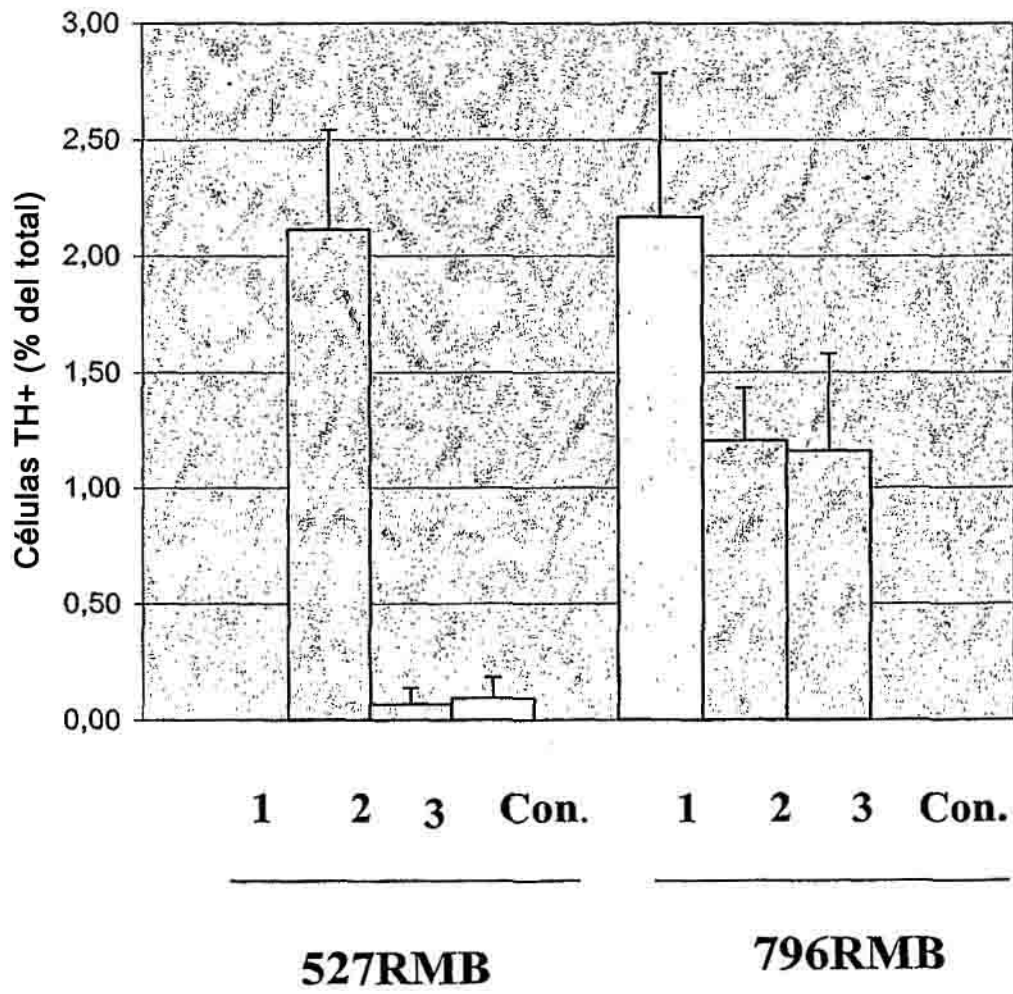 Células TH+ (% del total)
3,00
2,50
2,00
1,50
1,00
0,50
0,00
1 2 3 Con. 1 2 3 Con.
527RMB 796RMB